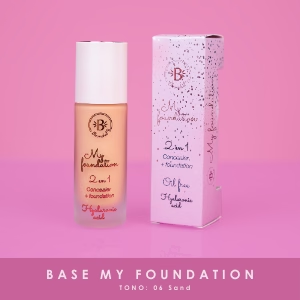 B
My
foundation
2 in 1
Concealer
+ foundation
Hyaluronic
acid
B
My
foundation
2 in 1
Concealer
+ foundation
Oil free
Hyaluronic
acid
BASE MY FOUNDATION
TONO: 06 Sand